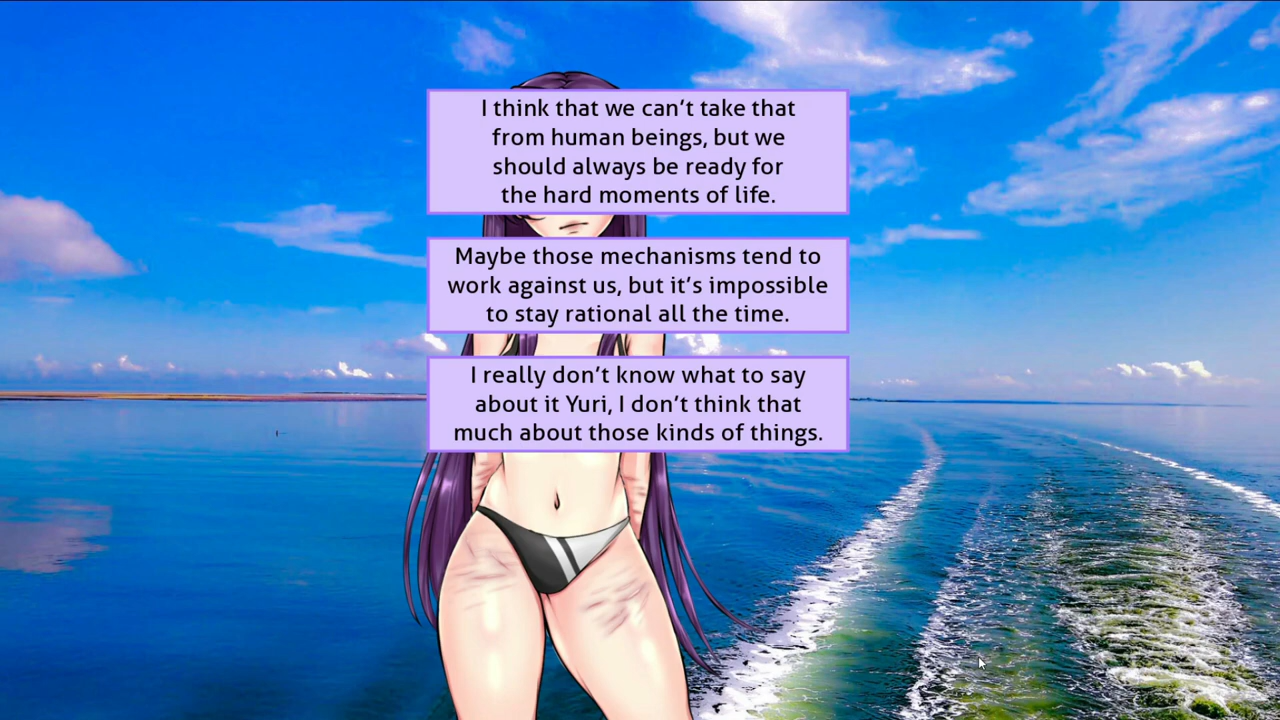 I think that we can't take that
from human beings, but we
should always be ready for
the hard moments of life.
Maybe those mechanisms tend to
work against us, but it's impossible
to stay rational all the time.
I really don't know what to say
about it Yuri, I don't think that
much about those kinds of things.